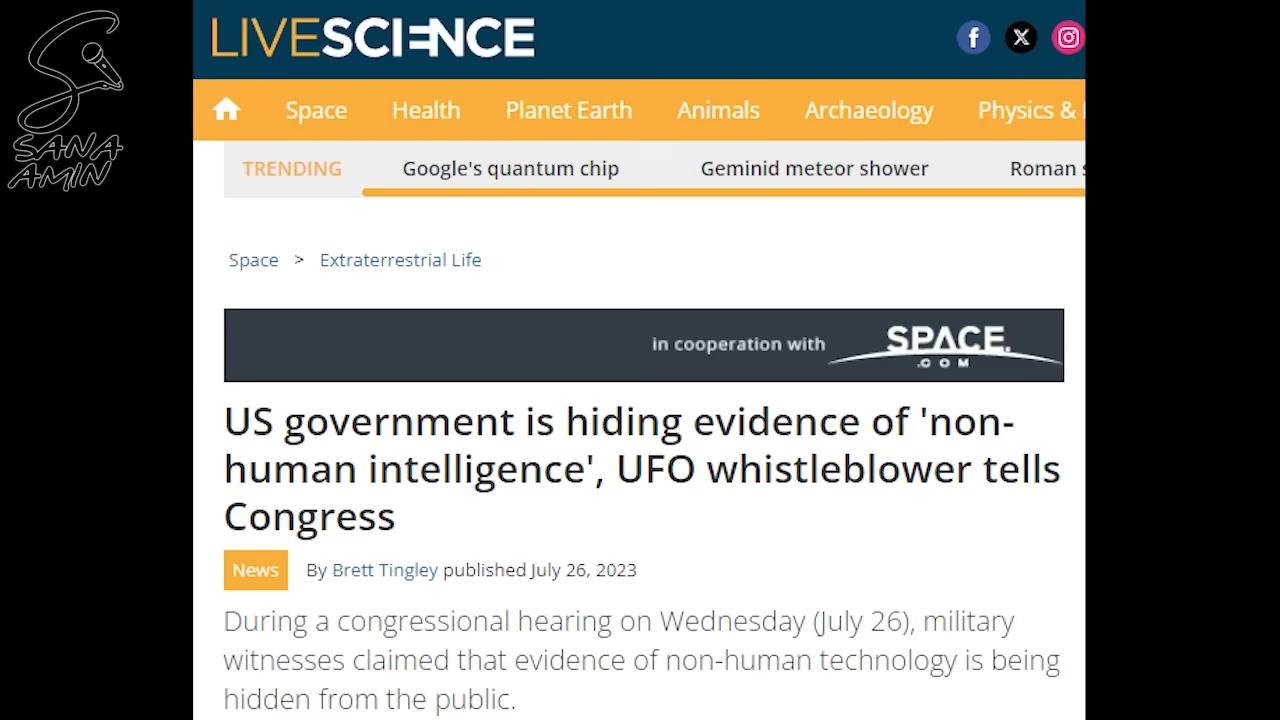 SANA
AMIN
LIVESCIENCE
Space Health Planet Earth Animals Archaeology Physics &
TRENDING Google's quantum chip Geminid meteor shower Roman
Space > Extraterrestrial Life
in cooperation with SPACE
.COM
US government is hiding evidence of 'non-
human intelligence', UFO whistleblower tells
Congress
News By Brett Tingley published July 26, 2023
During a congressional hearing on Wednesday (July 26), military
witnesses claimed that evidence of non-human technology is being
hidden from the public.